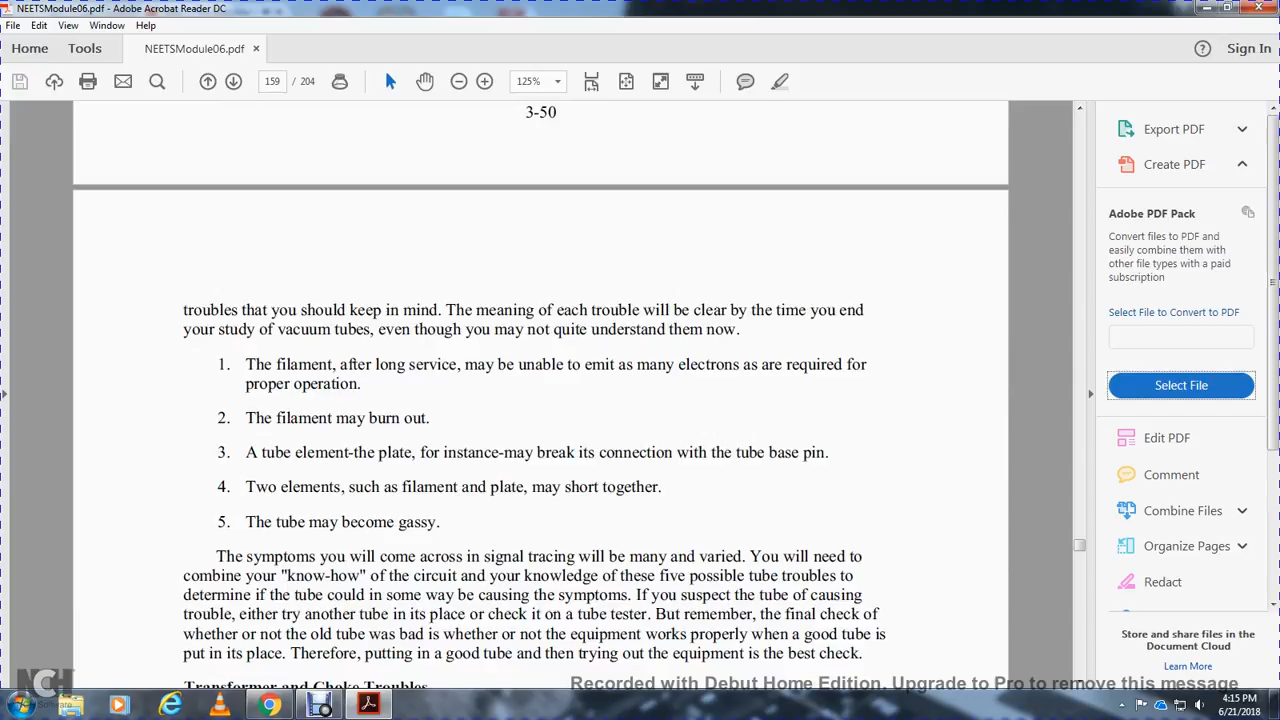 NEETSModule06.pdf - Adobe Acrobat Reader DC
File Edit View Window Help
Home Tools NEETSModule06.pdf × Sign In
159 / 204 125%
3-50
troubles that you should keep in mind. The meaning of each trouble will be clear by the time you end
your study of vacuum tubes, even though you may not quite understand them now.
1. The filament, after long service, may be unable to emit as many electrons as are required for
proper operation.
2. The filament may burn out.
3. A tube element-the plate, for instance-may break its connection with the tube base pin.
4. Two elements, such as filament and plate, may short together.
5. The tube may become gassy.
The symptoms you will come across in signal tracing will be many and varied. You will need to
combine your "know-how" of the circuit and your knowledge of these five possible tube troubles to
determine if the tube could in some way be causing the symptoms. If you suspect the tube of causing
trouble, either try another tube in its place or check it on a tube tester. But remember, the final check of
whether or not the old tube was bad is whether or not the equipment works properly when a good tube is
put in its place. Therefore, putting in a good tube and then trying out the equipment is the best check.
Transformer and Choke Troubles
Export PDF
Create PDF
Adobe PDF Pack
Convert files to PDF and
easily combine them with
other file types with a paid
subscription
Select File to Convert to PDF
Select File
Edit PDF
Comment
Combine Files
Organize Pages
Redact
Store and share files in the
Document Cloud
Learn More
NCH Software
Recorded with Debut Home Edition. Upgrade to Pro to remove this message
4:15 PM
6/21/2018